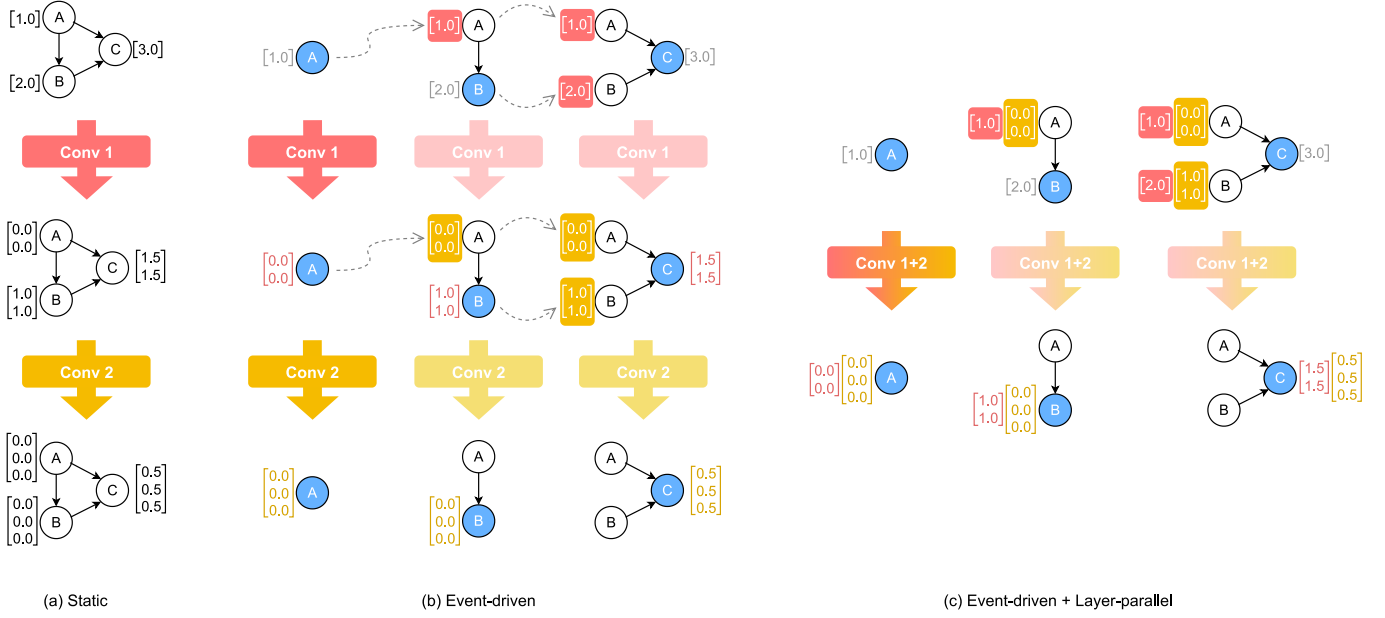 [1.0] A
C [3.0]
[2.0] B
Conv 1
[0.0 0.0] A
C [1.5 1.5]
[1.0 1.0] B
Conv 2
[0.0 0.0 0.0] A
C [0.5 0.5 0.5]
[0.0 0.0 0.0] B
(a) Static
[1.0] A
[1.0] A
[2.0] B
[1.0] A
C [3.0]
[2.0] B
Conv 1
Conv 1
Conv 1
[0.0 0.0] A
[0.0 0.0] A
[1.0 1.0] B
[0.0 0.0] A
C [1.5 1.5]
[1.0 1.0] B
Conv 2
Conv 2
Conv 2
[0.0 0.0 0.0] A
A
[0.0 0.0 0.0] B
A
C [0.5 0.5 0.5]
B
(b) Event-driven
[1.0] A
[1.0] [0.0 0.0] A
[2.0] B
[1.0] [0.0 0.0] A
C [3.0]
[2.0] [1.0 1.0] B
Conv 1+2
Conv 1+2
Conv 1+2
[0.0 0.0] [0.0 0.0 0.0] A
A
[1.0 1.0] [0.0 0.0 0.0] B
A
C [1.5 1.5] [0.5 0.5 0.5]
B
(c) Event-driven + Layer-parallel